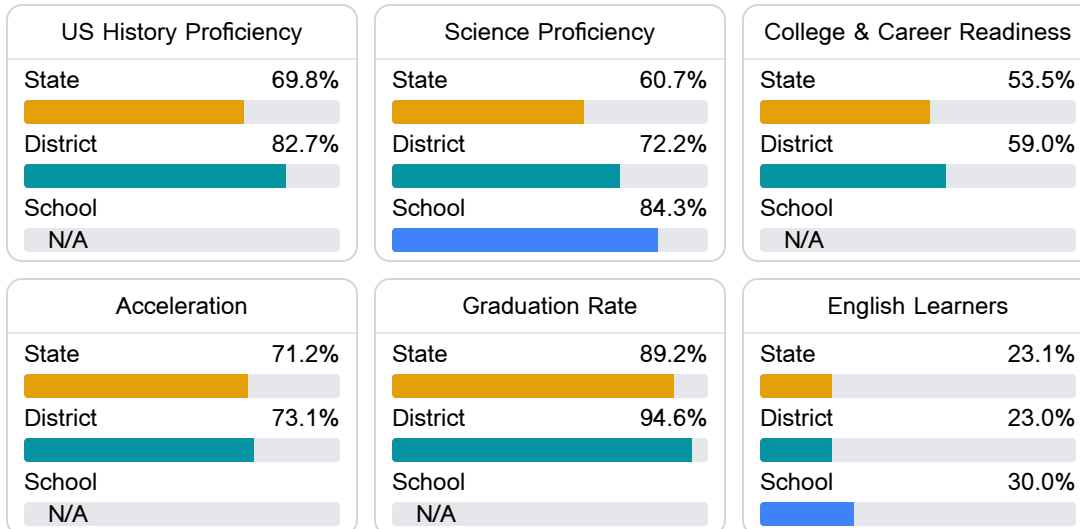 US History Proficiency
State 69.8%
District 82.7%
School
N/A
Science Proficiency
State 60.7%
District 72.2%
School 84.3%
College & Career Readiness
State 53.5%
District 59.0%
School
N/A
Acceleration
State 71.2%
District 73.1%
School
N/A
Graduation Rate
State 89.2%
District 94.6%
School
N/A
English Learners
State 23.1%
District 23.0%
School 30.0%